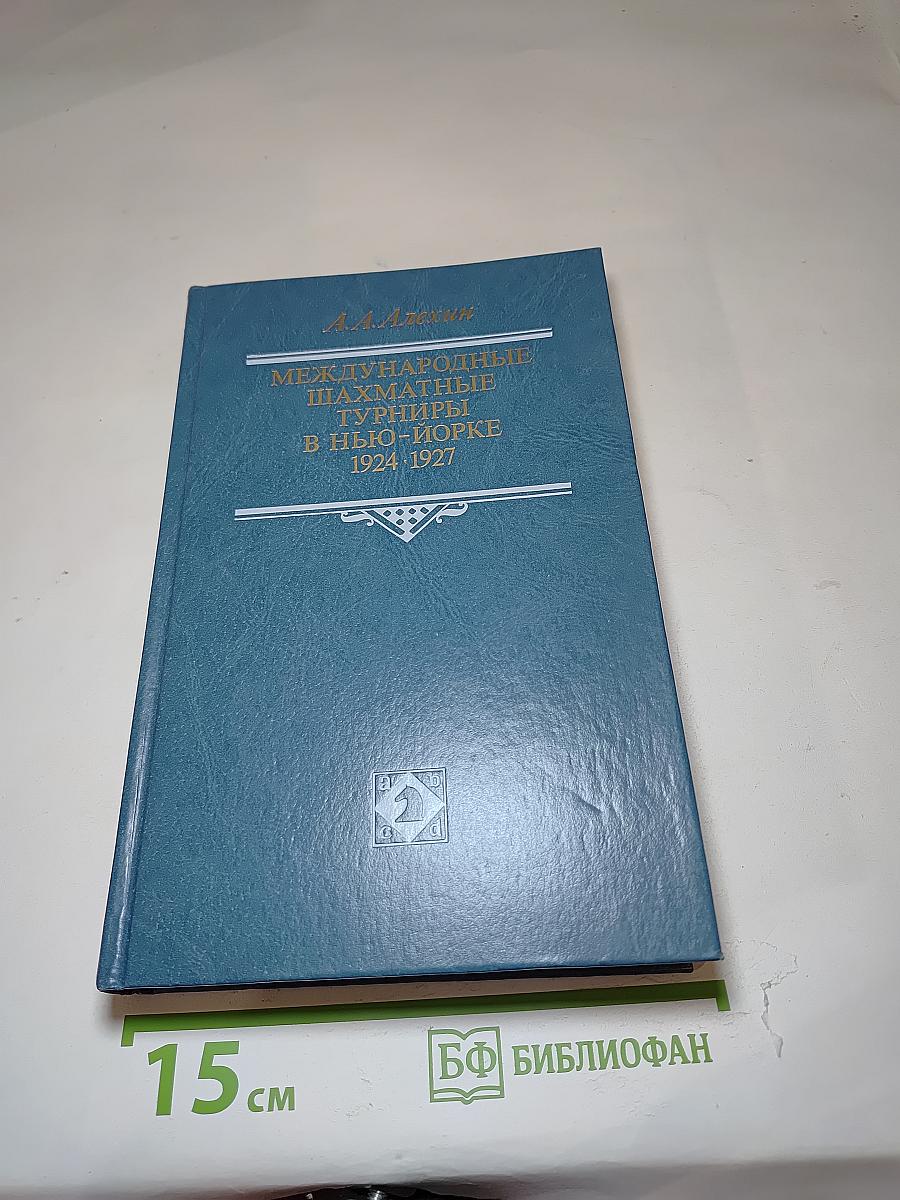 А.А.Алехин
МЕЖДУНАРОДНЫЕ
ШАХМАТНЫЕ
ТУРНИРЫ
В НЬЮ-ЙОРКЕ
1924·1927
a b
c d
15 см
БФ БИБЛИОФАН